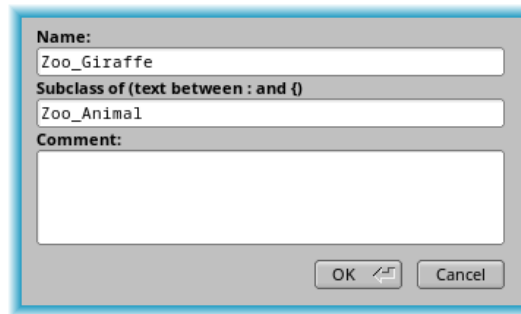 Name:
Zoo_Giraffe
Subclass of (text between : and {)
Zoo_Animal
Comment:
OK
Cancel